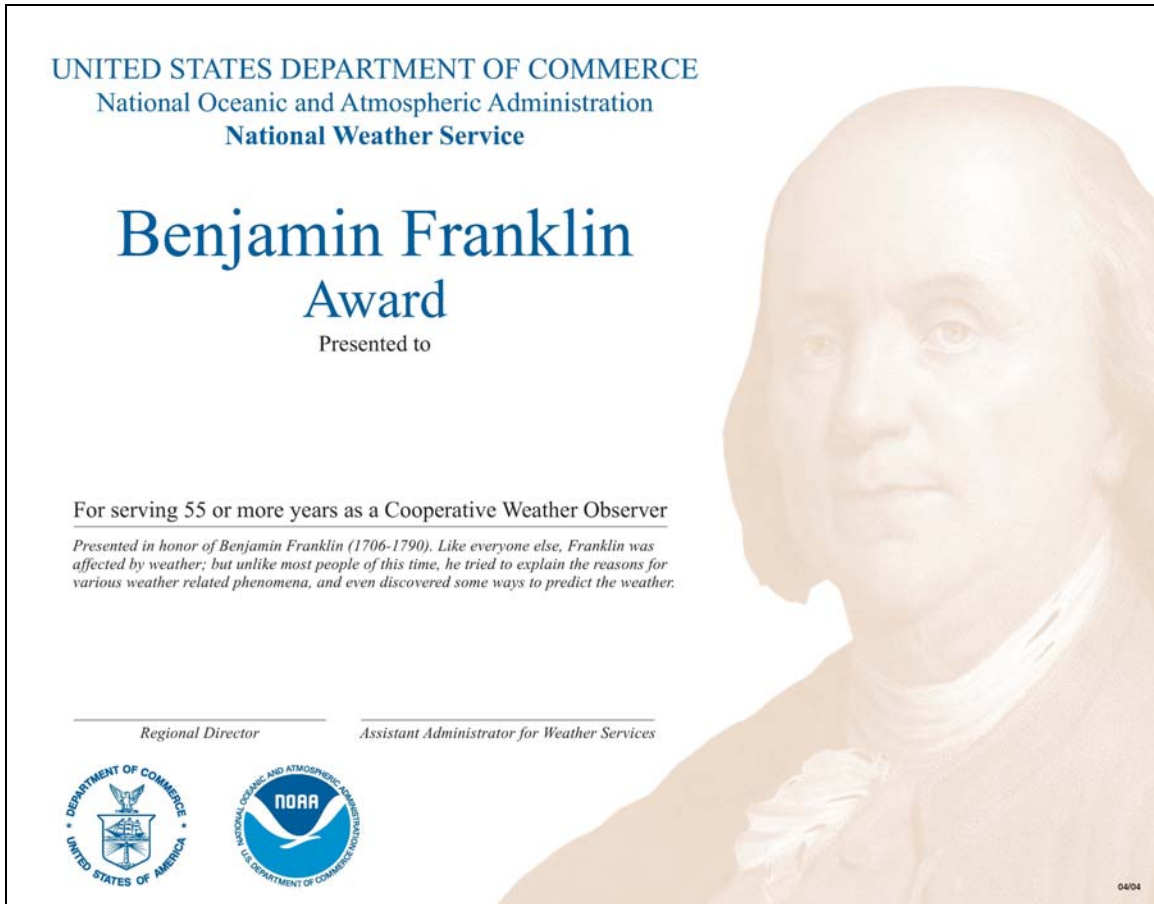 UNITED STATES DEPARTMENT OF COMMERCE
National Oceanic and Atmospheric Administration
National Weather Service
Benjamin Franklin
Award
Presented to
For serving 55 or more years as a Cooperative Weather Observer
Presented in honor of Benjamin Franklin (1706-1790). Like everyone else, Franklin was
affected by weather; but unlike most people of this time, he tried to explain the reasons for
various weather related phenomena, and even discovered some ways to predict the weather.
Regional Director
Assistant Administrator for Weather Services
DEPARTMENT OF COMMERCE
UNITED STATES OF AMERICA
NATIONAL OCEANIC AND ATMOSPHERIC ADMINISTRATION
NOAA
U.S. DEPARTMENT OF COMMERCE
04/04